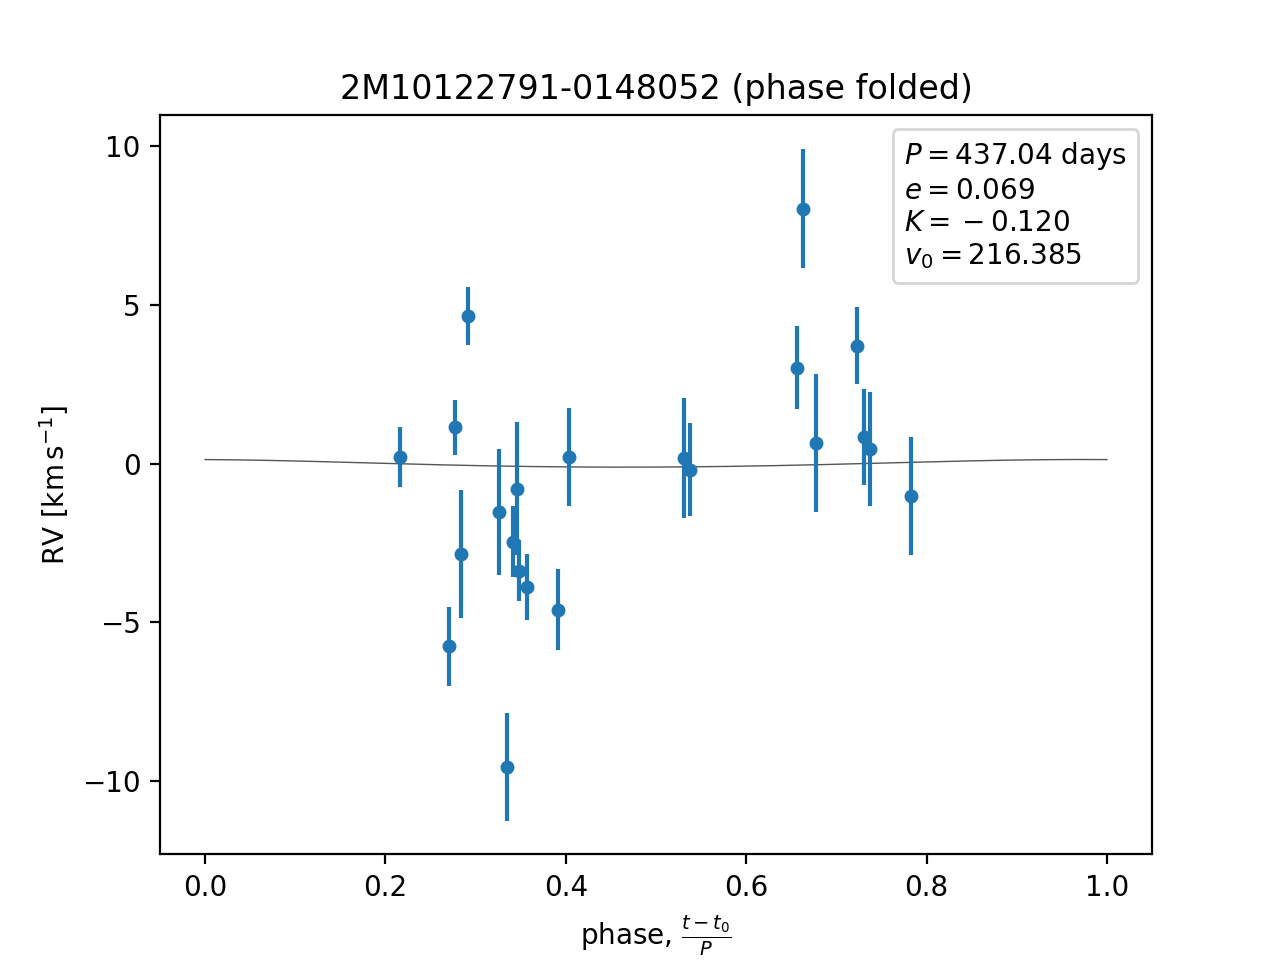 2M10122791-0148052 (phase folded)
P = 437.04 days
e = 0.069
K = −0.120
v₀ = 216.385
10
5
0
−5
−10
RV [km s⁻¹]
0.0 0.2 0.4 0.6 0.8 1.0
phase, (t − t₀)/P